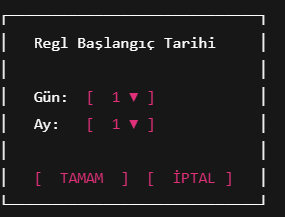 Regl Başlangıç Tarihi
Gün: [ 1 ▼ ]
Ay: [ 1 ▼ ]
[ TAMAM ] [ İPTAL ]